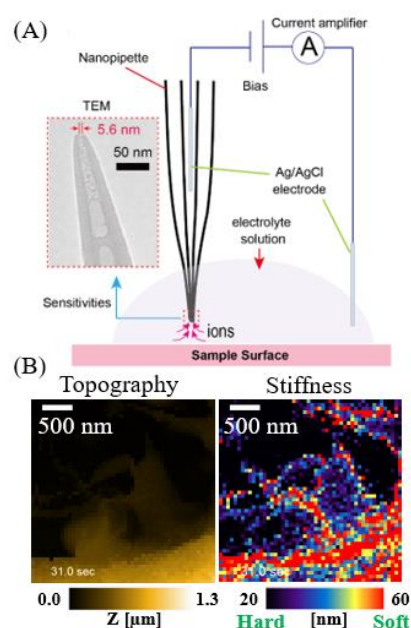 (A)
Current amplifier
A
Nanopipette
Bias
TEM
5.6 nm
50 nm
Ag/AgCl
electrode
electrolyte
solution
Sensitivities
ions
Sample Surface
(B)
Topography Stiffness
500 nm 500 nm
31.0 sec 31.0 sec
0.0 1.3 20 60
Z [μm] Hard [nm] Soft